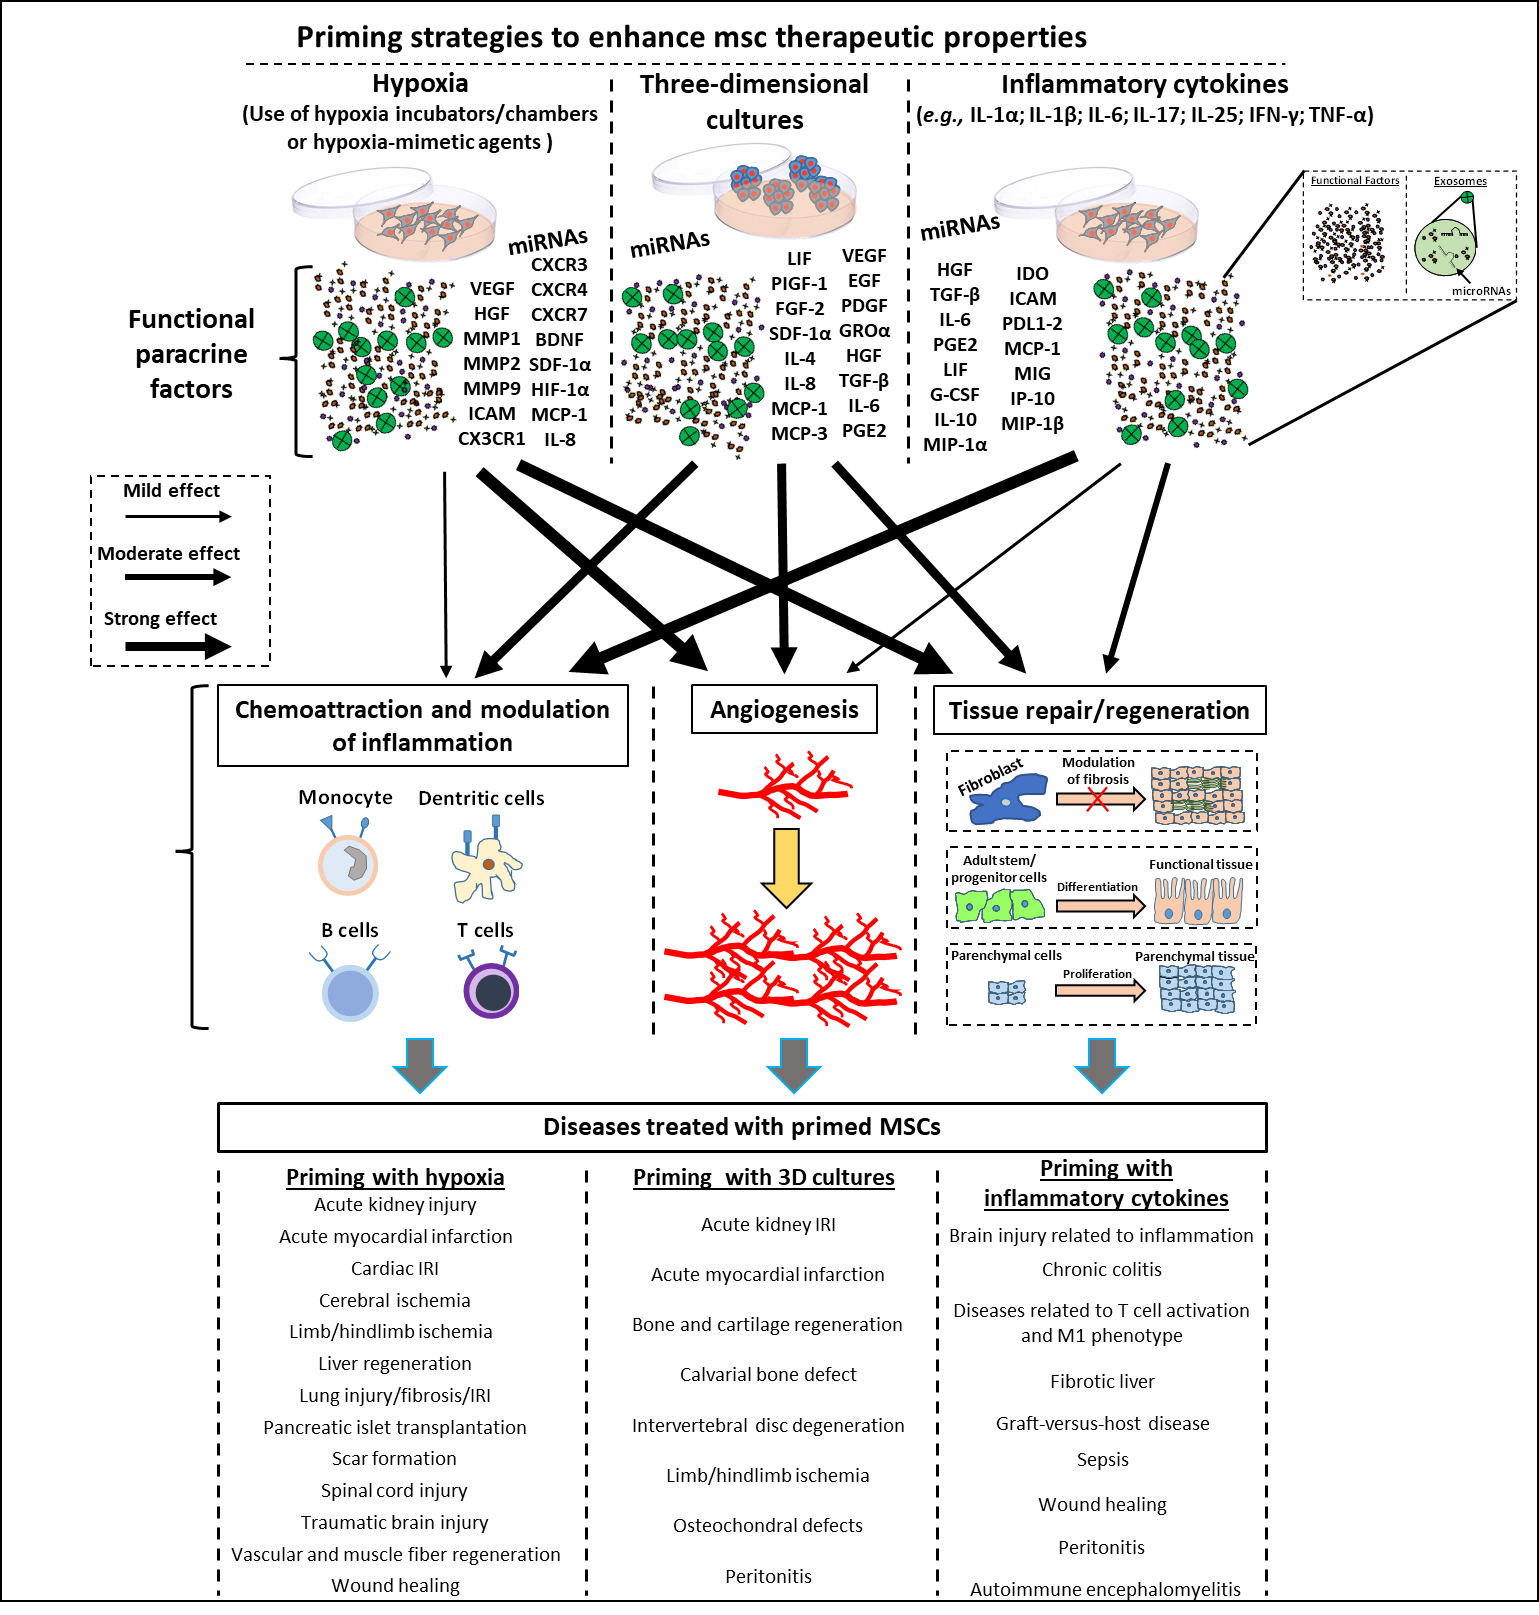 Priming strategies to enhance msc therapeutic properties
Hypoxia
(Use of hypoxia incubators/chambers
or hypoxia-mimetic agents )
Three-dimensional
cultures
Inflammatory cytokines
(e.g., IL-1α; IL-1β; IL-6; IL-17; IL-25; IFN-γ; TNF-α)
Functional Factors
Exosomes
microRNAs
Functional
paracrine
factors
miRNAs
VEGF
HGF
MMP1
MMP2
MMP9
ICAM
CX3CR1
CXCR3
CXCR4
CXCR7
BDNF
SDF-1α
HIF-1α
MCP-1
IL-8
miRNAs
LIF
PIGF-1
FGF-2
SDF-1α
IL-4
IL-8
MCP-1
MCP-3
VEGF
EGF
PDGF
GROα
HGF
TGF-β
IL-6
PGE2
miRNAs
HGF
TGF-β
IL-6
PGE2
LIF
G-CSF
IL-10
MIP-1α
IDO
ICAM
PDL1-2
MCP-1
MIG
IP-10
MIP-1β
Mild effect
Moderate effect
Strong effect
Chemoattraction and modulation
of inflammation
Monocyte
Dentritic cells
B cells
T cells
Angiogenesis
Tissue repair/regeneration
Fibroblast
Modulation
of fibrosis
Adult stem/
progenitor cells
Differentiation
Functional tissue
Parenchymal cells
Proliferation
Parenchymal tissue
Diseases treated with primed MSCs
Priming with hypoxia
Acute kidney injury
Acute myocardial infarction
Cardiac IRI
Cerebral ischemia
Limb/hindlimb ischemia
Liver regeneration
Lung injury/fibrosis/IRI
Pancreatic islet transplantation
Scar formation
Spinal cord injury
Traumatic brain injury
Vascular and muscle fiber regeneration
Wound healing
Priming with 3D cultures
Acute kidney IRI
Acute myocardial infarction
Bone and cartilage regeneration
Calvarial bone defect
Intervertebral disc degeneration
Limb/hindlimb ischemia
Osteochondral defects
Peritonitis
Priming with
inflammatory cytokines
Brain injury related to inflammation
Chronic colitis
Diseases related to T cell activation
and M1 phenotype
Fibrotic liver
Graft-versus-host disease
Sepsis
Wound healing
Peritonitis
Autoimmune encephalomyelitis